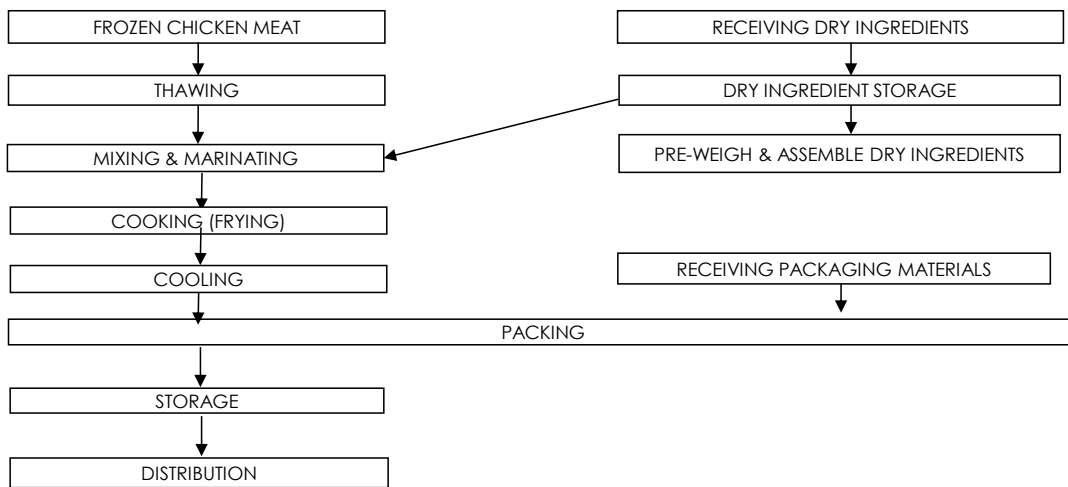 FROZEN CHICKEN MEAT
RECEIVING DRY INGREDIENTS
THAWING
DRY INGREDIENT STORAGE
MIXING & MARINATING
PRE-WEIGH & ASSEMBLE DRY INGREDIENTS
COOKING (FRYING)
COOLING
RECEIVING PACKAGING MATERIALS
PACKING
STORAGE
DISTRIBUTION